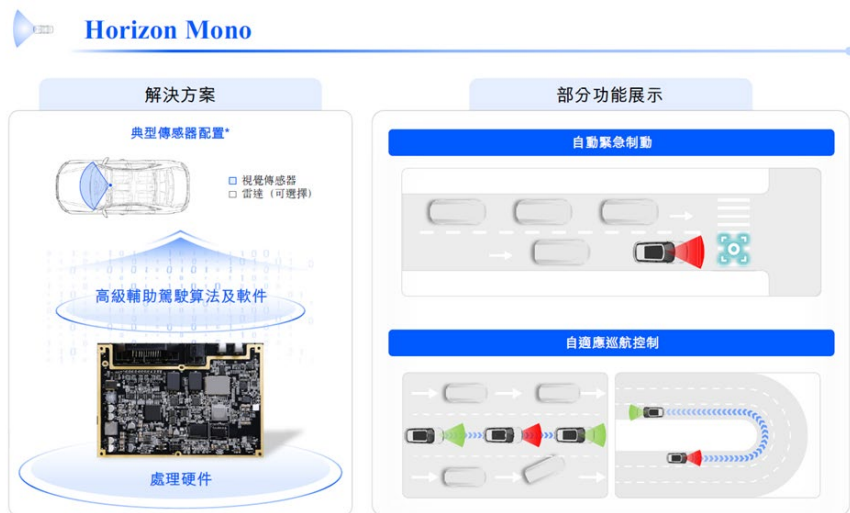 Horizon Mono
解決方案
典型傳感器配置*
視覺傳感器
雷達（可選擇）
高級輔助駕駛算法及軟件
處理硬件
部分功能展示
自動緊急制動
自適應巡航控制